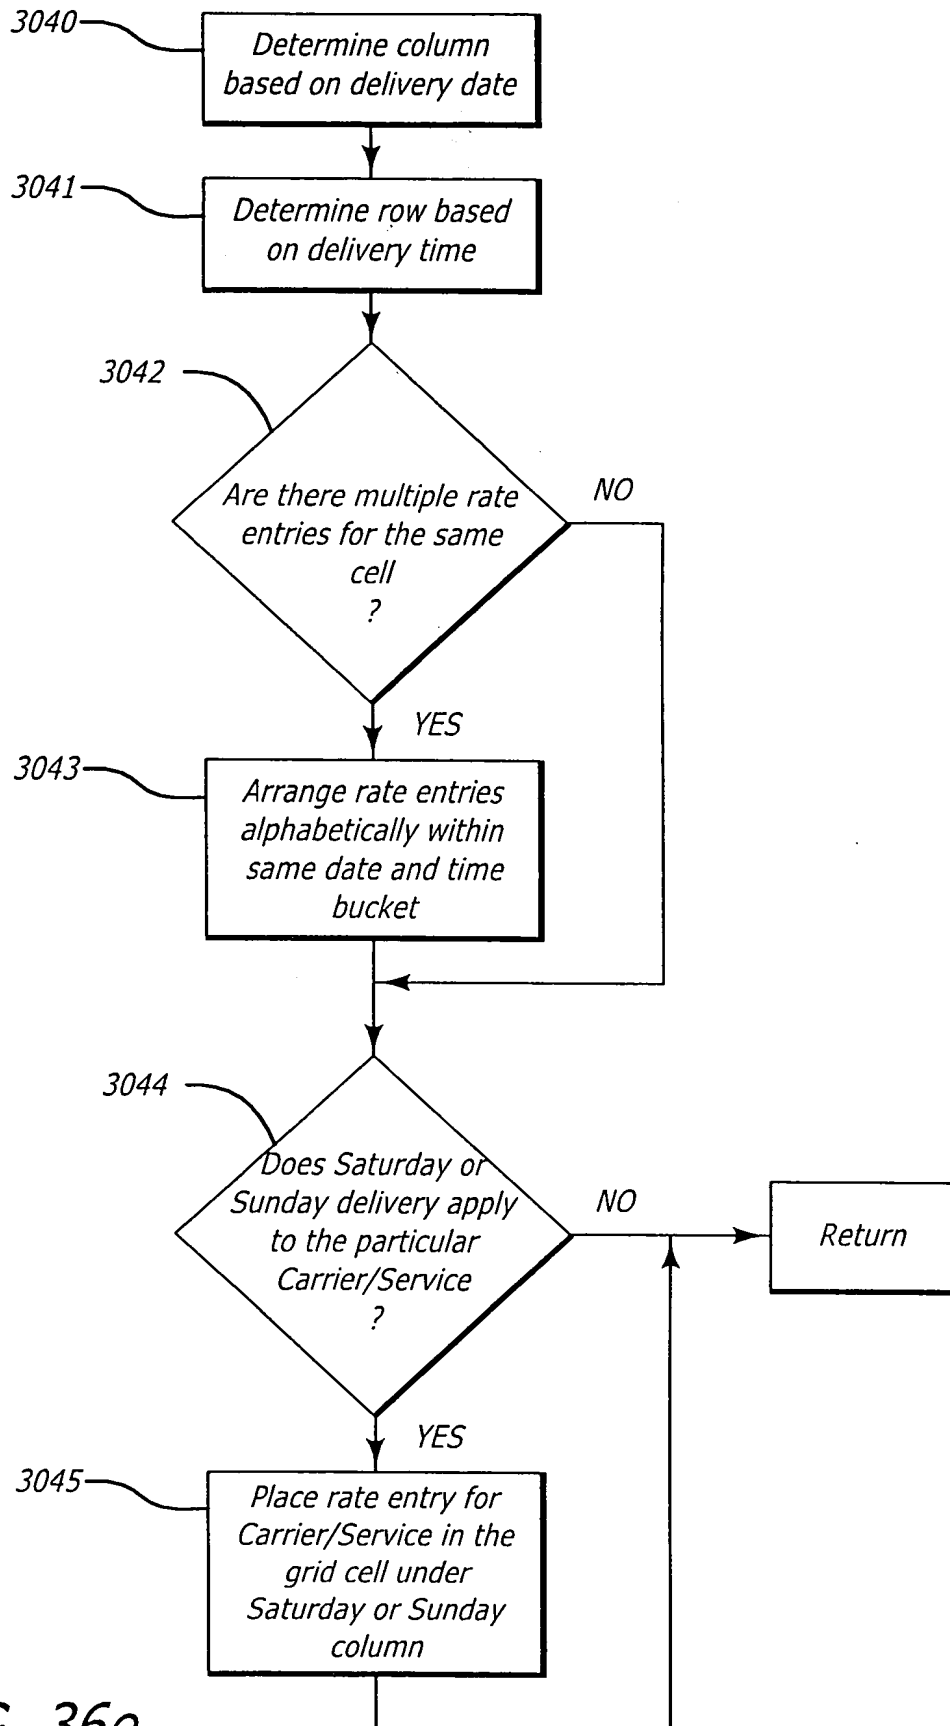 3040
Determine column
based on delivery date
3041
Determine row based
on delivery time
3042
Are there multiple rate
entries for the same
cell
?
NO
YES
3043
Arrange rate entries
alphabetically within
same date and time
bucket
3044
Does Saturday or
Sunday delivery apply
to the particular
Carrier/Service
?
NO
Return
YES
3045
Place rate entry for
Carrier/Service in the
grid cell under
Saturday or Sunday
column